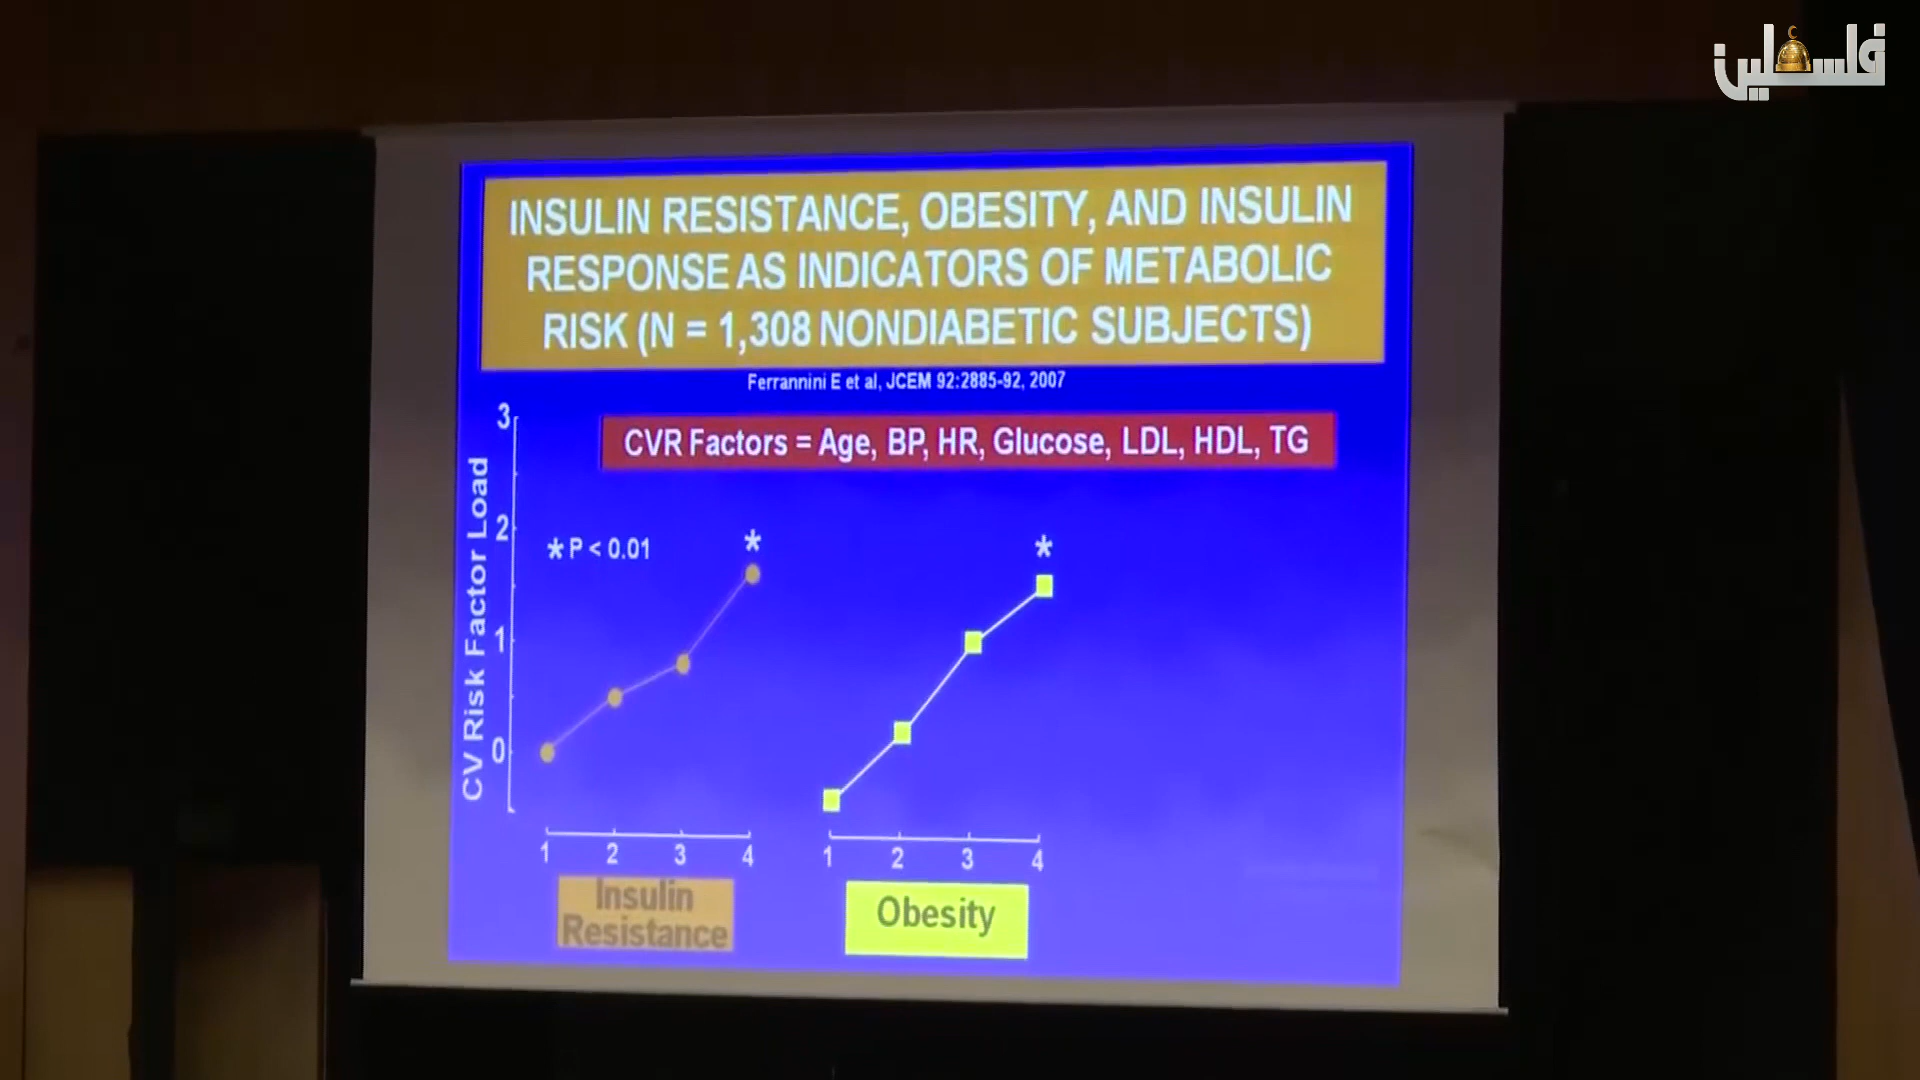 فلسطين
INSULIN RESISTANCE, OBESITY, AND INSULIN
RESPONSE AS INDICATORS OF METABOLIC
RISK (N = 1,308 NONDIABETIC SUBJECTS)
Ferrannini E et al, JCEM 92:2885-92, 2007
CVR Factors = Age, BP, HR, Glucose, LDL, HDL, TG
CV Risk Factor Load
3
2
1
0
* P < 0.01
*
*
1 2 3 4
1 2 3 4
Insulin
Resistance
Obesity